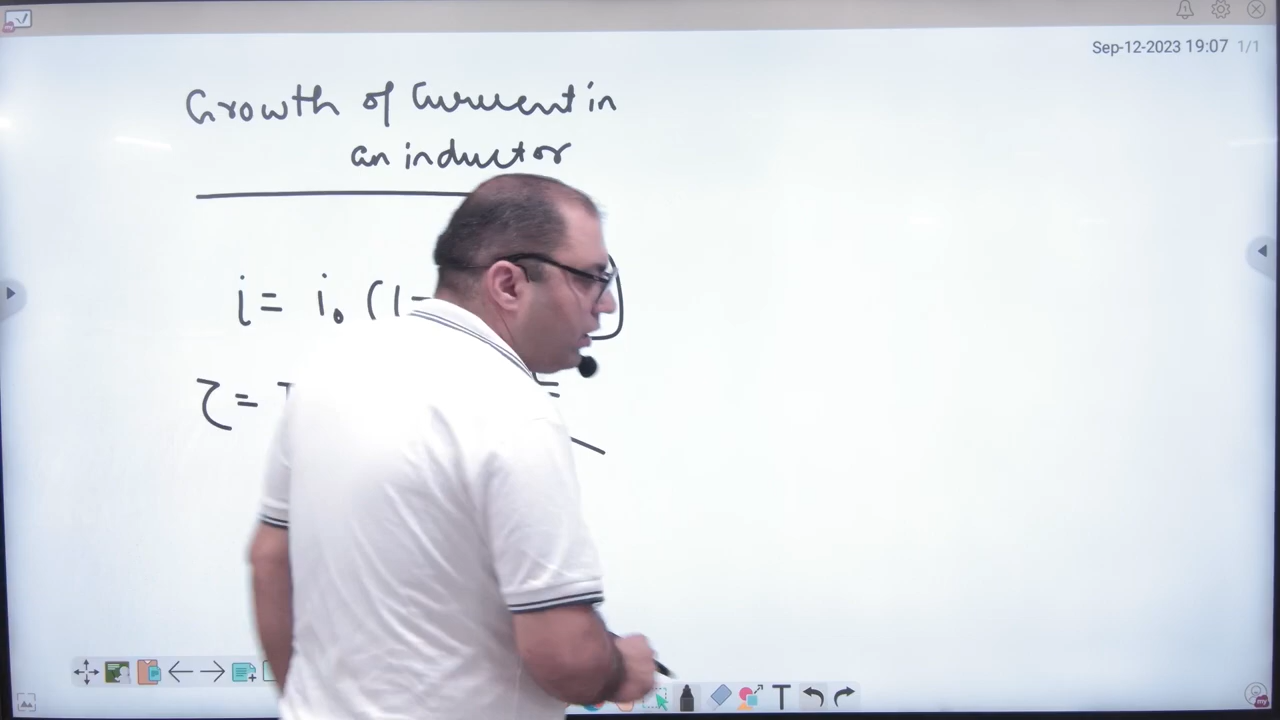 Sep-12-2023 19:07 1/1
Growth of Current in
an inductor
i = i₀ (1-
τ =
T